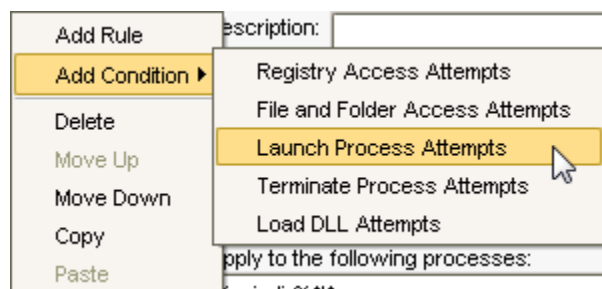 Add Rule
escription:
Add Condition
Registry Access Attempts
File and Folder Access Attempts
Delete
Launch Process Attempts
Move Up
Terminate Process Attempts
Move Down
Load DLL Attempts
Copy
pply to the following processes:
Paste